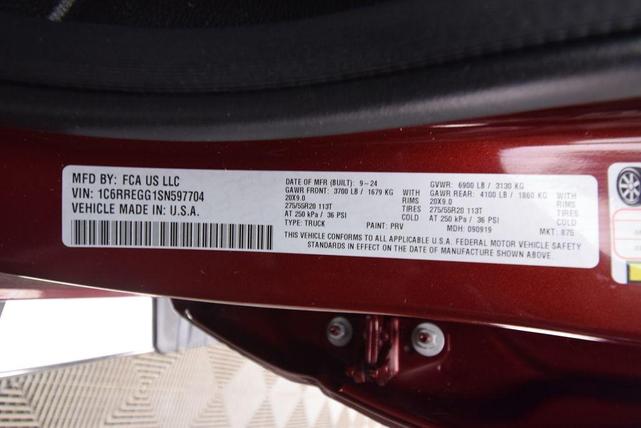 MFD BY: FCA US LLC
VIN: 1C6RREGG1SN597704
VEHICLE MADE IN: U.S.A.
DATE OF MFR (BUILT): 9-24 GVWR: 6900 LB / 3130 KG
GAWR FRONT: 3700 LB / 1679 KG WITH GAWR REAR: 4100 LB / 1860 KG WITH
20X9.0 RIMS 20X9.0 RIMS
275/55R20 113T TIRES 275/55R20 113T TIRES
AT 250 kPa / 36 PSI COLD AT 250 kPa / 36 PSI COLD
TYPE: TRUCK PAINT: PRV MDH: 090919 MKT: 875
THIS VEHICLE CONFORMS TO ALL APPLICABLE U.S.A. FEDERAL MOTOR VEHICLE SAFETY
STANDARDS IN EFFECT ON THE DATE OF MANUFACTURE SHOWN ABOVE.